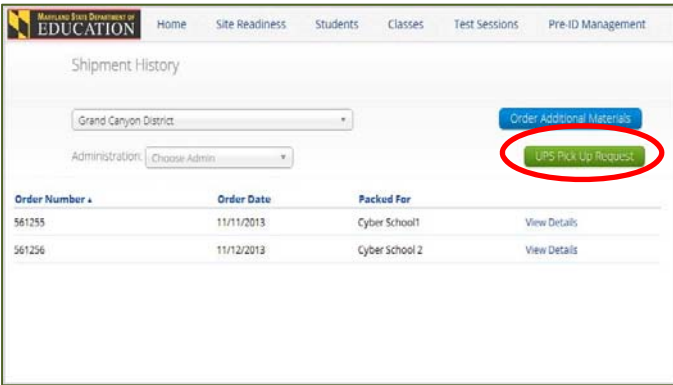 MARYLAND STATE DEPARTMENT OF
EDUCATION
Home Site Readiness Students Classes Test Sessions Pre-ID Management
Shipment History
Grand Canyon District
Order Additional Materials
Administration: Choose Admin
UPS Pick Up Request
Order Number Order Date Packed For
561255 11/11/2013 Cyber School1 View Details
561256 11/12/2013 Cyber School 2 View Details